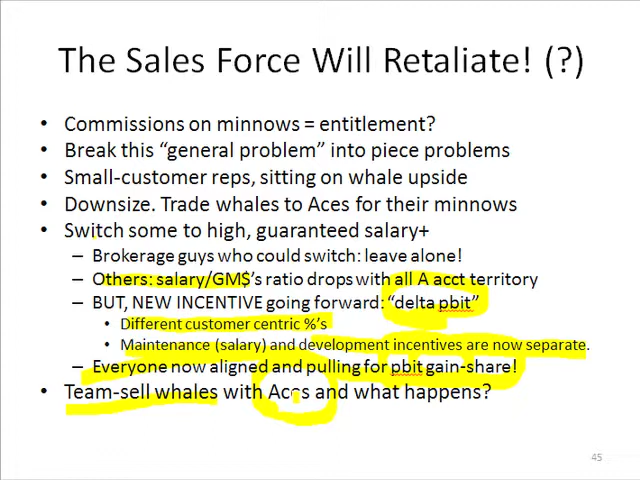 The Sales Force Will Retaliate! (?)
• Commissions on minnows = entitlement?
• Break this “general problem” into piece problems
• Small-customer reps, sitting on whale upside
• Downsize. Trade whales to Aces for their minnows
• Switch some to high, guaranteed salary+
– Brokerage guys who could switch: leave alone!
– Others: salary/GM$’s ratio drops with all A acct territory
– BUT, NEW INCENTIVE going forward: “delta pbit”
• Different customer centric %’s
• Maintenance (salary) and development incentives are now separate.
– Everyone now aligned and pulling for pbit gain-share!
• Team-sell whales with Aces and what happens?
45